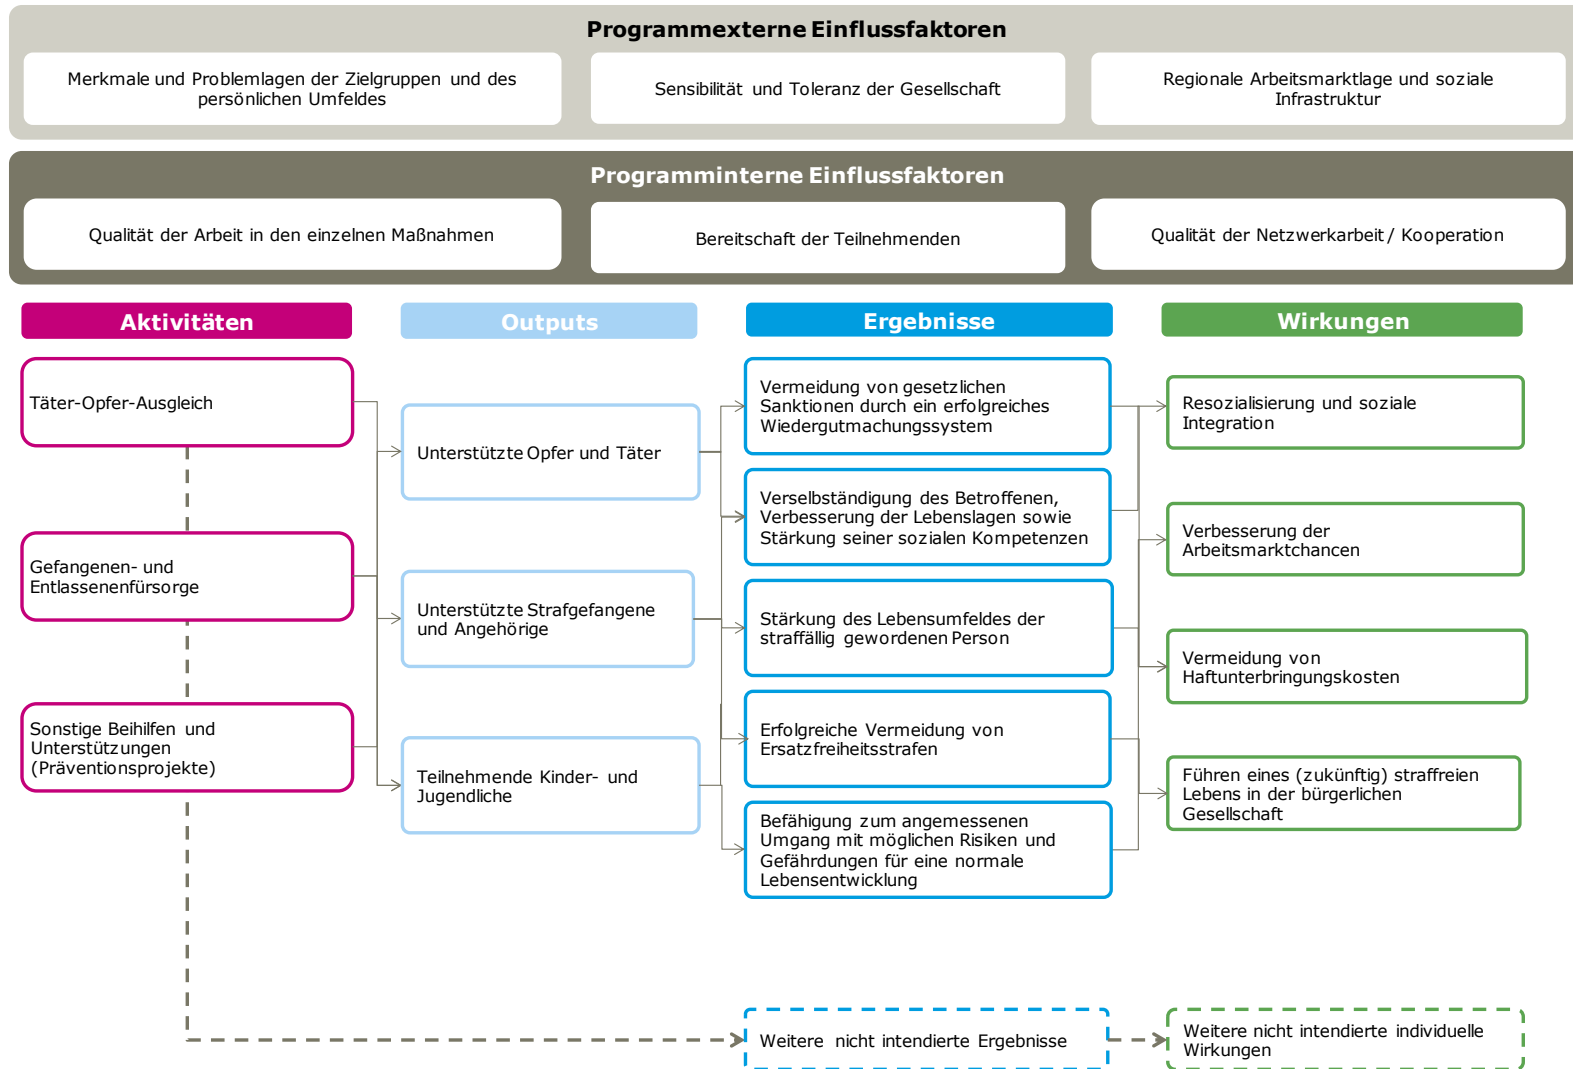 Programmexterne Einflussfaktoren
Merkmale und Problemlagen der Zielgruppen und des
persönlichen Umfeldes
Sensibilität und Toleranz der Gesellschaft
Regionale Arbeitsmarktlage und soziale
Infrastruktur
Programminterne Einflussfaktoren
Qualität der Arbeit in den einzelnen Maßnahmen
Bereitschaft der Teilnehmenden
Qualität der Netzwerkarbeit / Kooperation
Aktivitäten
Täter-Opfer-Ausgleich
Gefangenen- und
Entlassenenfürsorge
Sonstige Beihilfen und
Unterstützungen
(Präventionsprojekte)
Outputs
Unterstützte Opfer und Täter
Unterstützte Strafgefangene
und Angehörige
Teilnehmende Kinder- und
Jugendliche
Ergebnisse
Vermeidung von gesetzlichen
Sanktionen durch ein erfolgreiches
Wiedergutmachungssystem
Verselbständigung des Betroffenen,
Verbesserung der Lebenslagen sowie
Stärkung seiner sozialen Kompetenzen
Stärkung des Lebensumfeldes der
straffällig gewordenen Person
Erfolgreiche Vermeidung von
Ersatzfreiheitsstrafen
Befähigung zum angemessenen
Umgang mit möglichen Risiken und
Gefährdungen für eine normale
Lebensentwicklung
Weitere nicht intendierte Ergebnisse
Wirkungen
Resozialisierung und soziale
Integration
Verbesserung der
Arbeitsmarktchancen
Vermeidung von
Haftunterbringungskosten
Führen eines (zukünftig) straffreien
Lebens in der bürgerlichen
Gesellschaft
Weitere nicht intendierte individuelle
Wirkungen